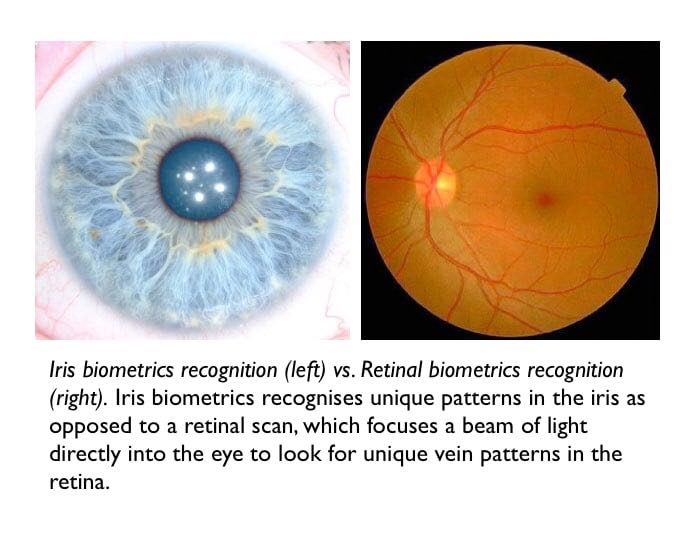 Iris biometrics recognition (left) vs. Retinal biometrics recognition
(right). Iris biometrics recognises unique patterns in the iris as
opposed to a retinal scan, which focuses a beam of light
directly into the eye to look for unique vein patterns in the
retina.